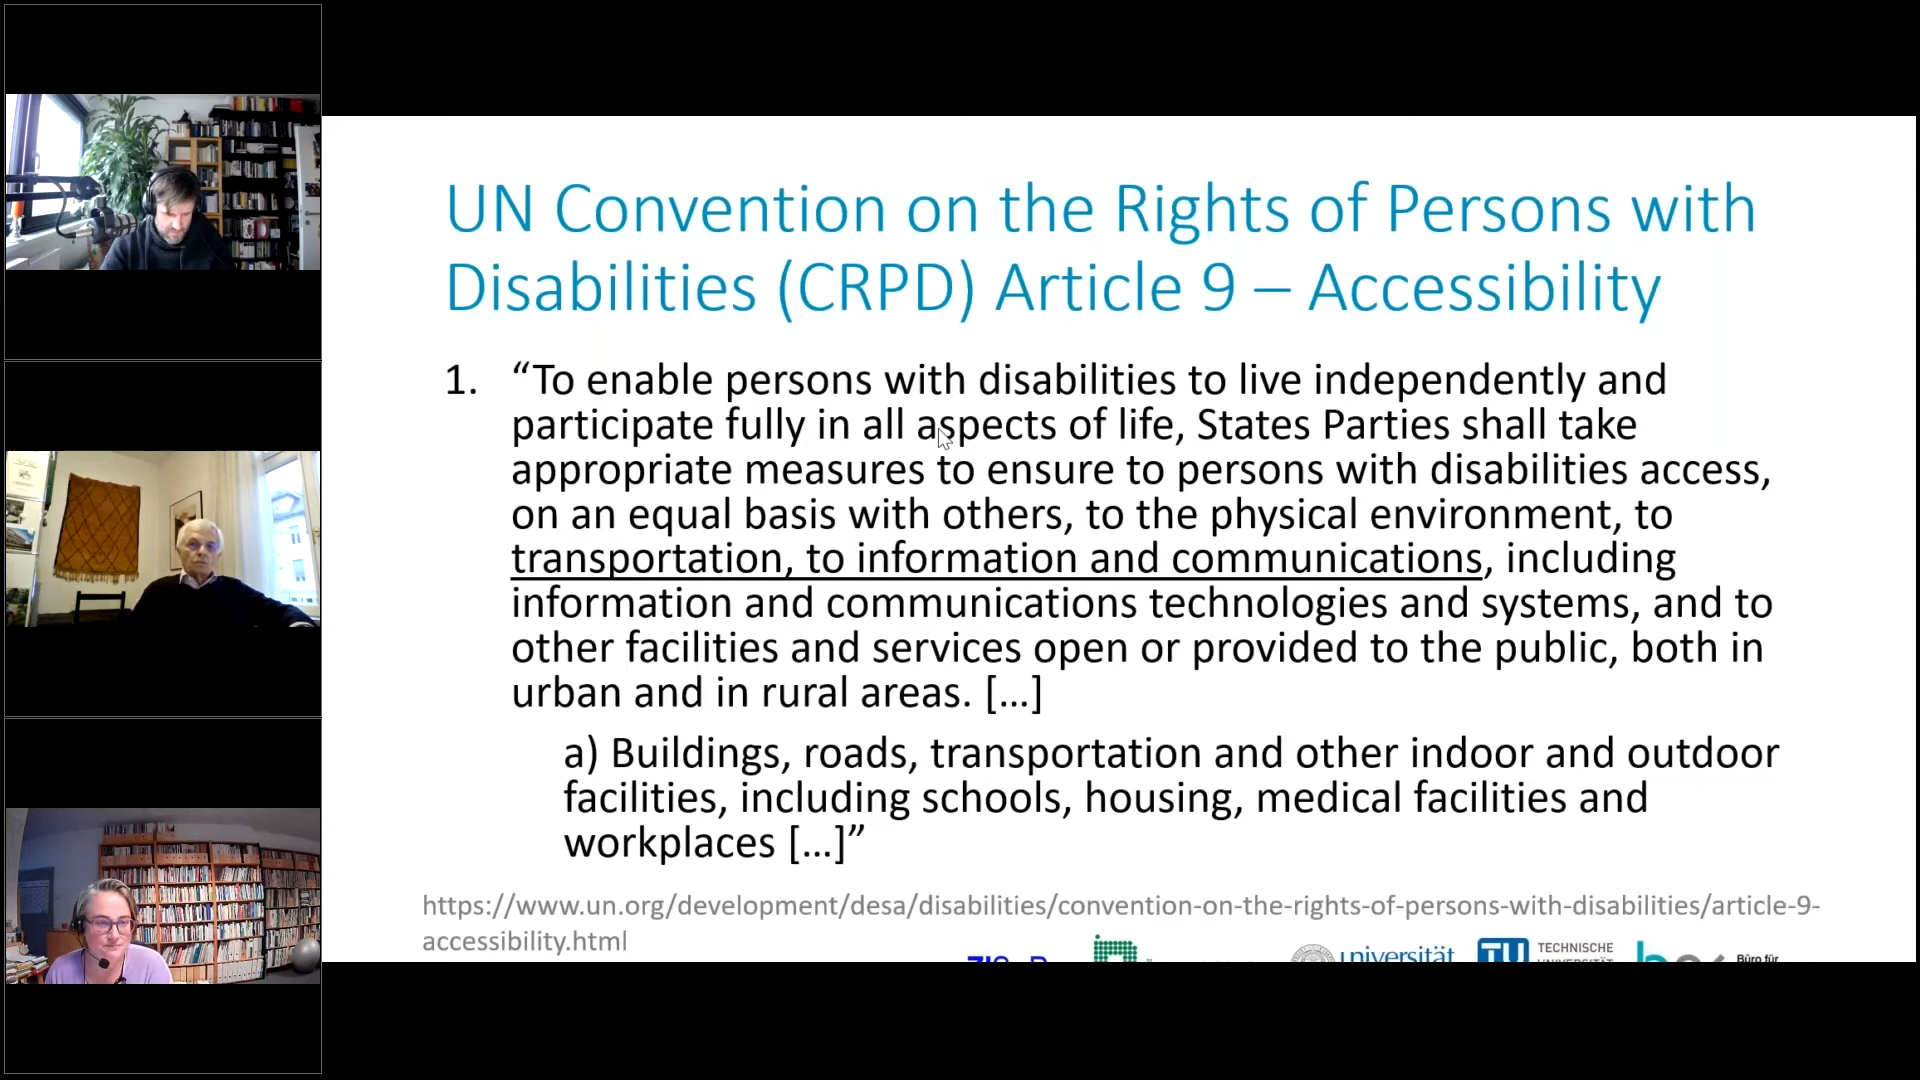 UN Convention on the Rights of Persons with
Disabilities (CRPD) Article 9 – Accessibility
1. “To enable persons with disabilities to live independently and
participate fully in all aspects of life, States Parties shall take
appropriate measures to ensure to persons with disabilities access,
on an equal basis with others, to the physical environment, to
transportation, to information and communications, including
information and communications technologies and systems, and to
other facilities and services open or provided to the public, both in
urban and in rural areas. […]
a) Buildings, roads, transportation and other indoor and outdoor
facilities, including schools, housing, medical facilities and
workplaces […]”
https://www.un.org/development/desa/disabilities/convention-on-the-rights-of-persons-with-disabilities/article-9-
accessibility.html
universität
TU TECHNISCHE
UNIVERSITÄT
Büro für